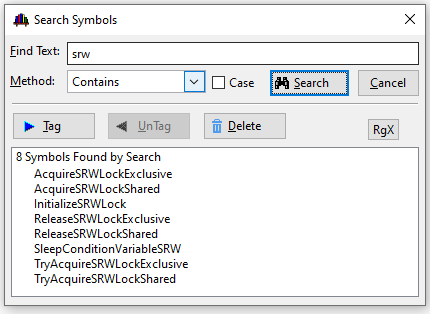 Search Symbols
Find Text:
srw
Method:
Contains
Case
Search
Cancel
Tag
UnTag
Delete
RgX
8 Symbols Found by Search
AcquireSRWLockExclusive
AcquireSRWLockShared
InitializeSRWLock
ReleaseSRWLockExclusive
ReleaseSRWLockShared
SleepConditionVariableSRW
TryAcquireSRWLockExclusive
TryAcquireSRWLockShared